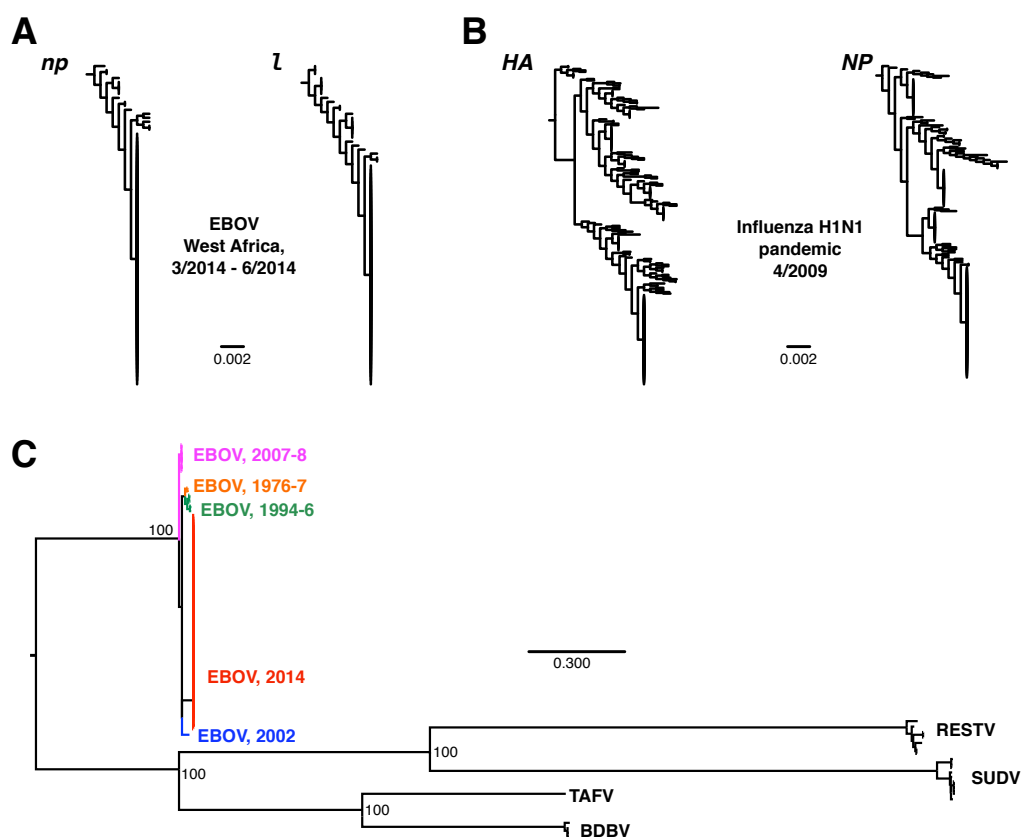 A
B
np
l
HA
NP
EBOV
West Africa,
3/2014 - 6/2014
Influenza H1N1
pandemic
4/2009
0.002
0.002
C
EBOV, 2007-8
EBOV, 1976-7
EBOV, 1994-6
100
0.300
EBOV, 2014
EBOV, 2002
RESTV
100
SUDV
100
TAFV
100
BDBV